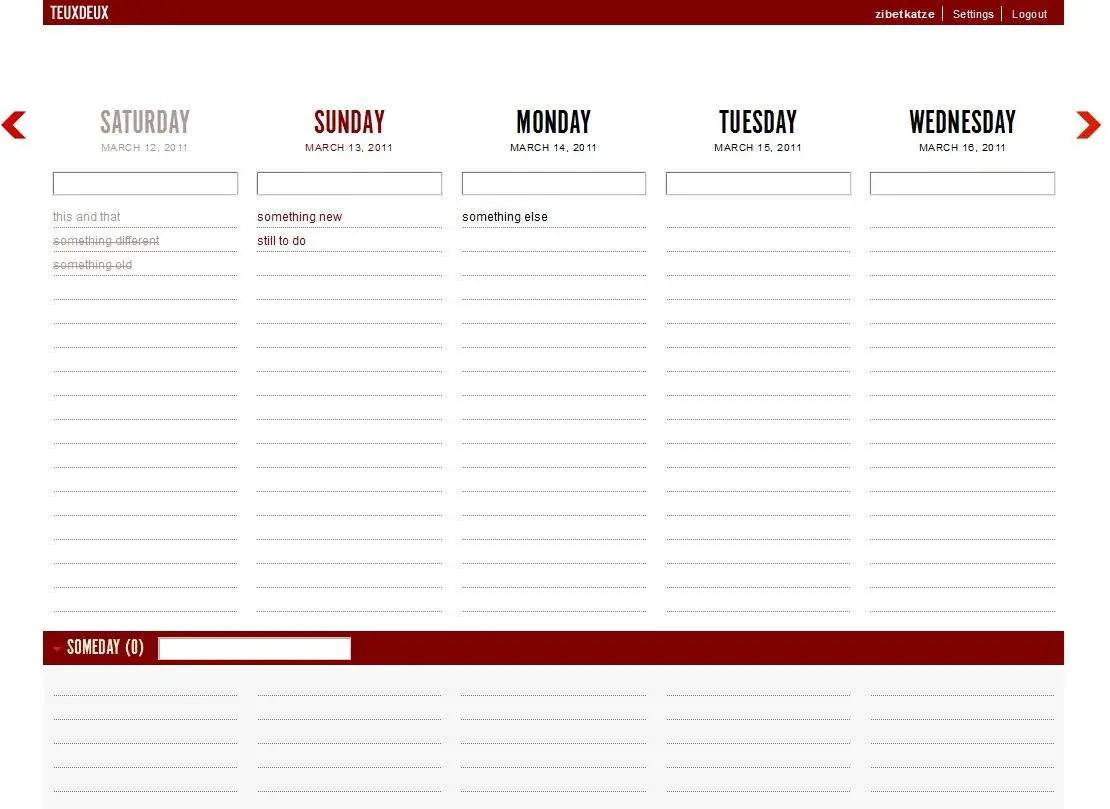 TEUXDEUX
zibetkatze Settings Logout
SATURDAY SUNDAY MONDAY TUESDAY WEDNESDAY
MARCH 12, 2011 MARCH 13, 2011 MARCH 14, 2011 MARCH 15, 2011 MARCH 16, 2011
this and that something new something else
something different still to do
something old
SOMEDAY (0)